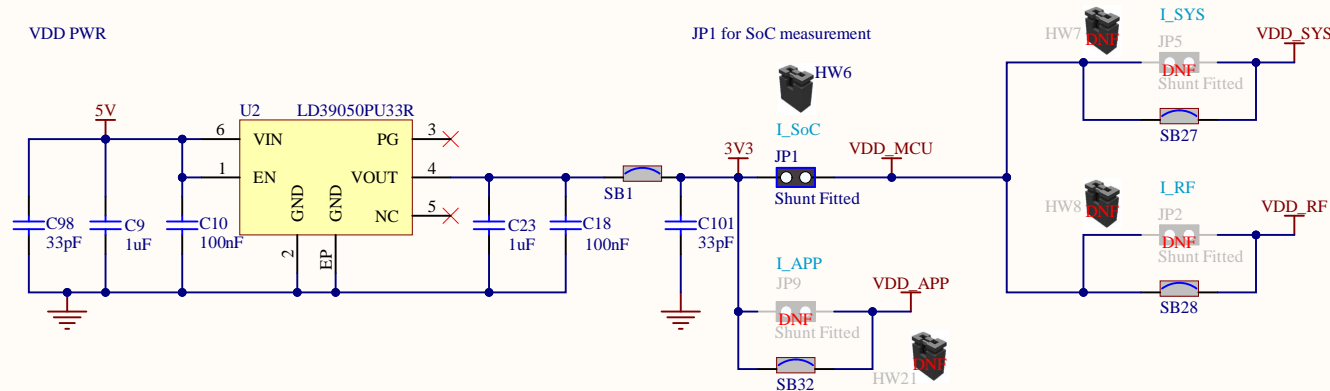 VDD PWR
JP1 for SoC measurement
HW6
I_SoC
JP1
Shunt Fitted
HW7
DNF
I_SYS
JP5
DNF
Shunt Fitted
SB27
VDD_SYS
5V
U2
LD39050PU33R
6
VIN
PG
3
1
EN
VOUT
4
NC
5
GND
GND
2
EP
C98
33pF
C9
1uF
C10
100nF
C23
1uF
C18
100nF
SB1
C101
33pF
3V3
VDD_MCU
HW8
DNF
I_RF
JP2
DNF
Shunt Fitted
SB28
VDD_RF
I_APP
JP9
DNF
Shunt Fitted
SB32
VDD_APP
HW21
DNF